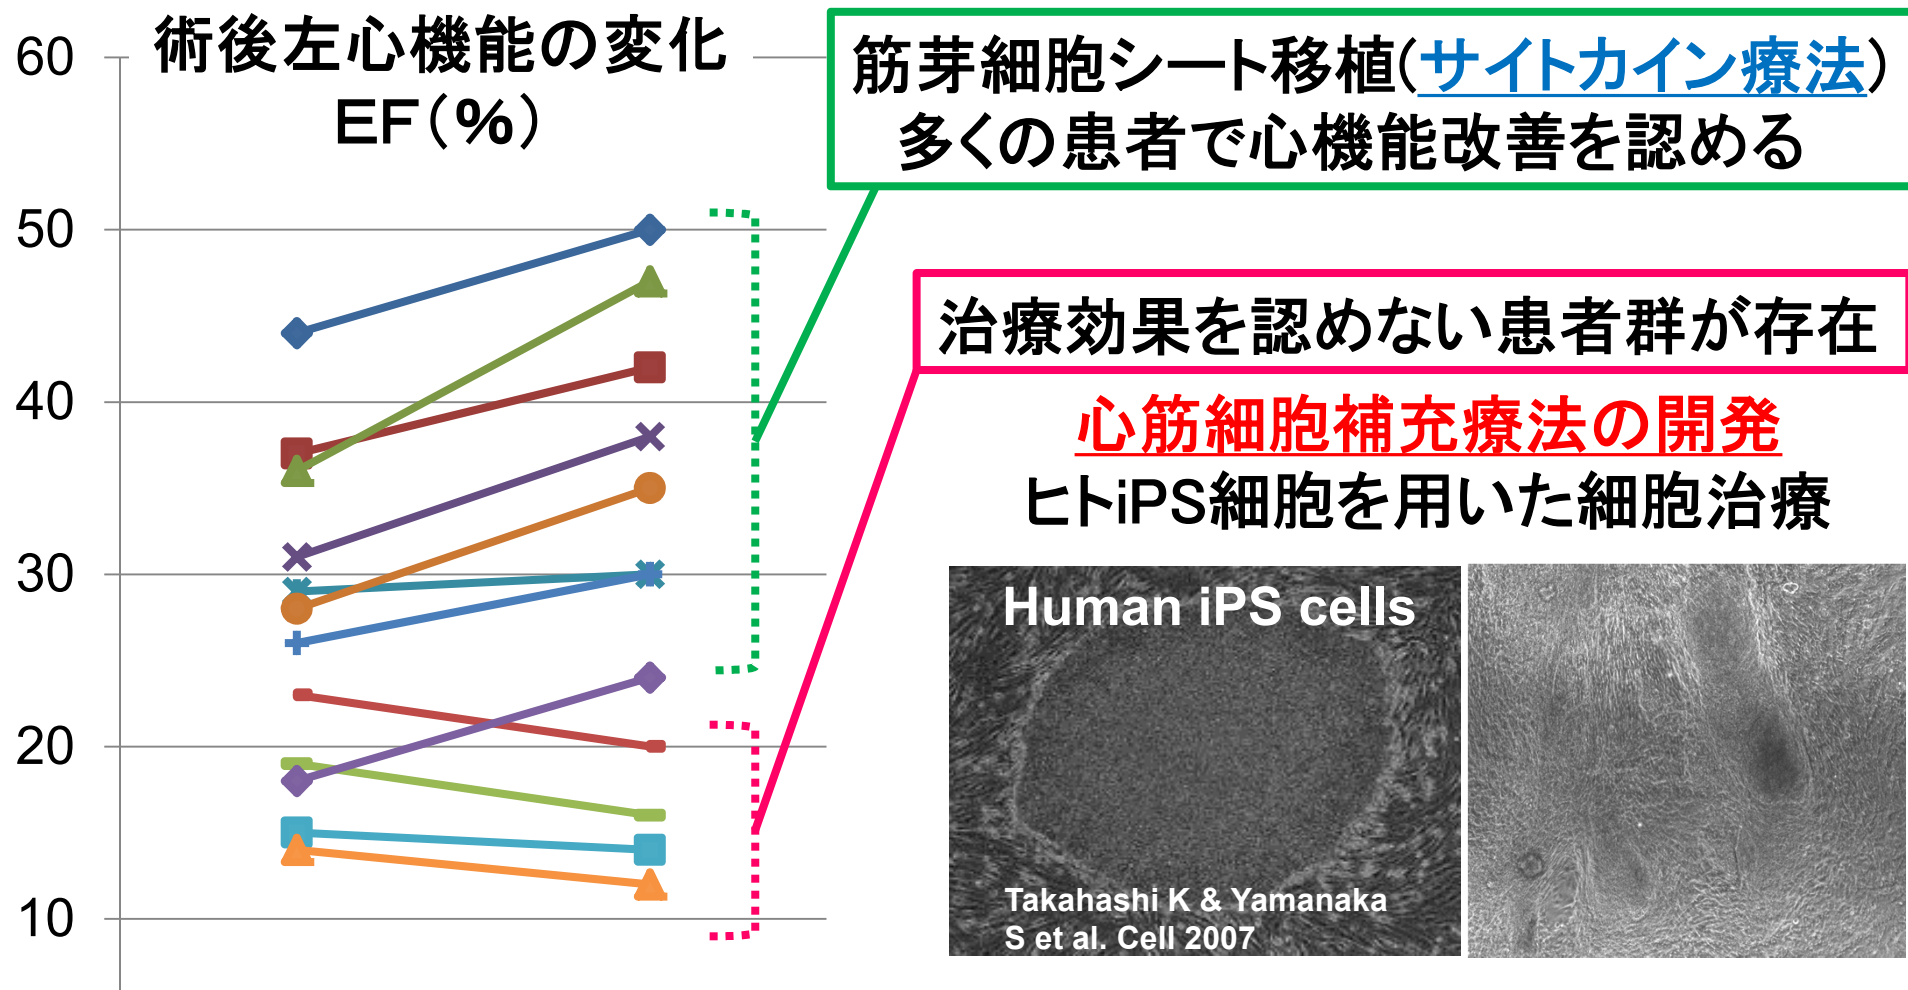 術後左心機能の変化
EF（％）
60
50
40
30
20
10
筋芽細胞シート移植(サイトカイン療法)
多くの患者で心機能改善を認める
治療効果を認めない患者群が存在
心筋細胞補充療法の開発
ヒトiPS細胞を用いた細胞治療
Human iPS cells
Takahashi K & Yamanaka
S et al. Cell 2007